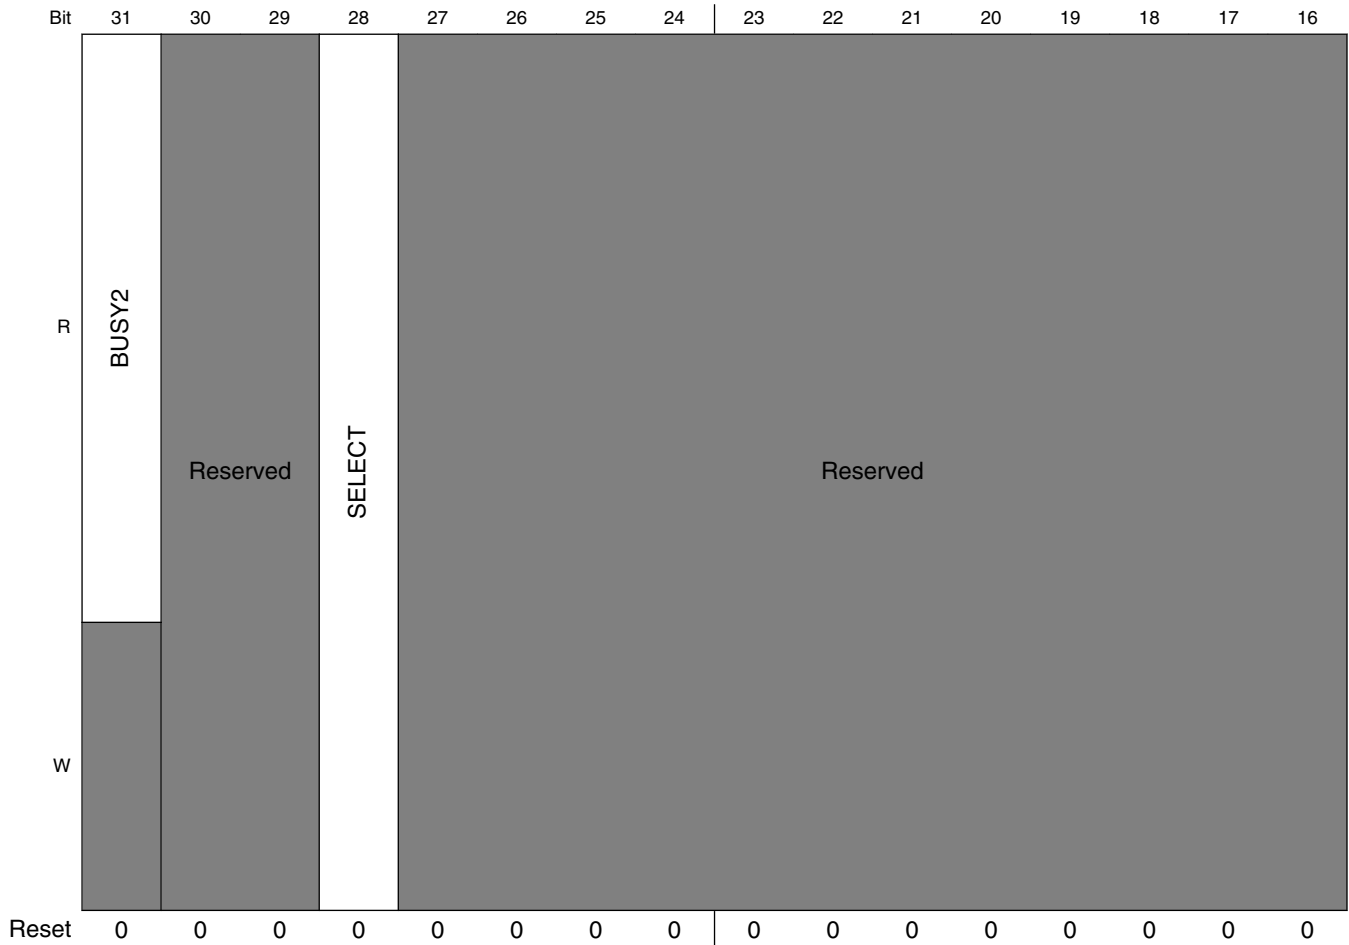 Bit 31 30 29 28 27 26 25 24 23 22 21 20 19 18 17 16
R
BUSY2
Reserved
SELECT
Reserved
W
Reset 0 0 0 0 0 0 0 0 0 0 0 0 0 0 0 0